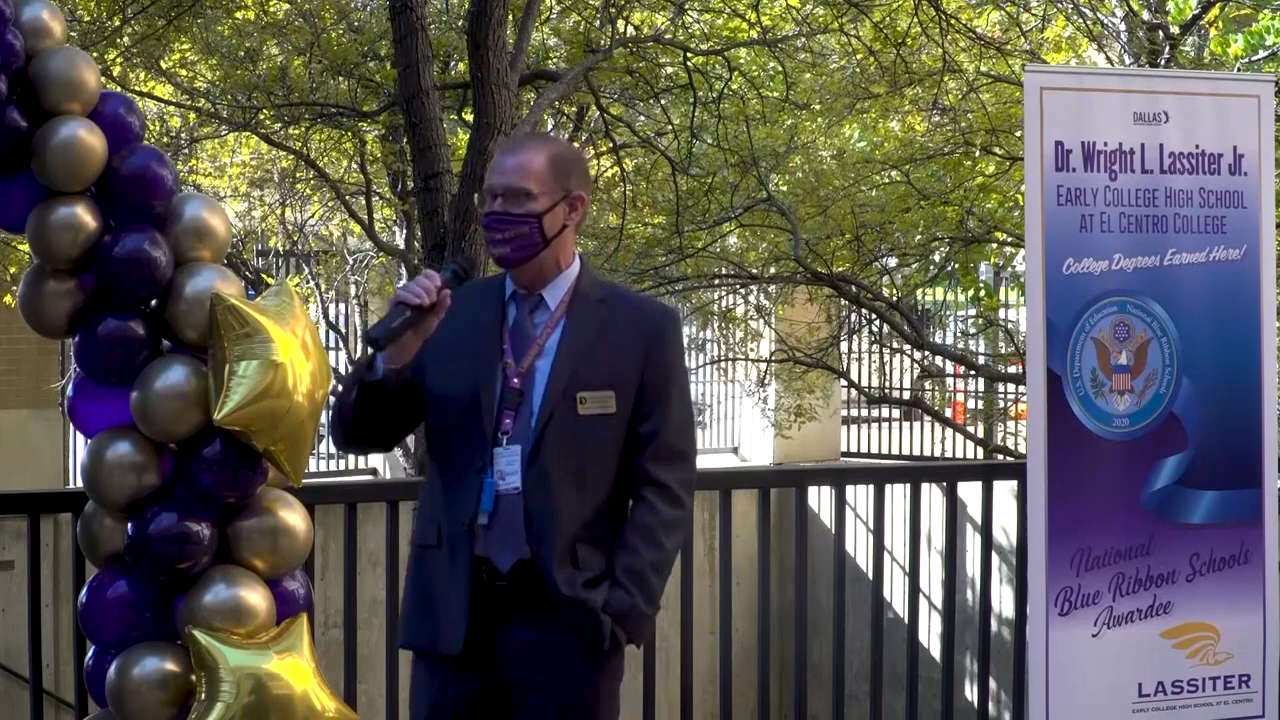 DALLAS
Dr. Wright L. Lassiter Jr.
EARLY COLLEGE HIGH SCHOOL
AT EL CENTRO COLLEGE
College Degrees Earned Here!
U.S. Department of Education National Blue Ribbon Schools
2020
National
Blue Ribbon Schools
Awardee
LASSITER
EARLY COLLEGE HIGH SCHOOL AT EL CENTRO